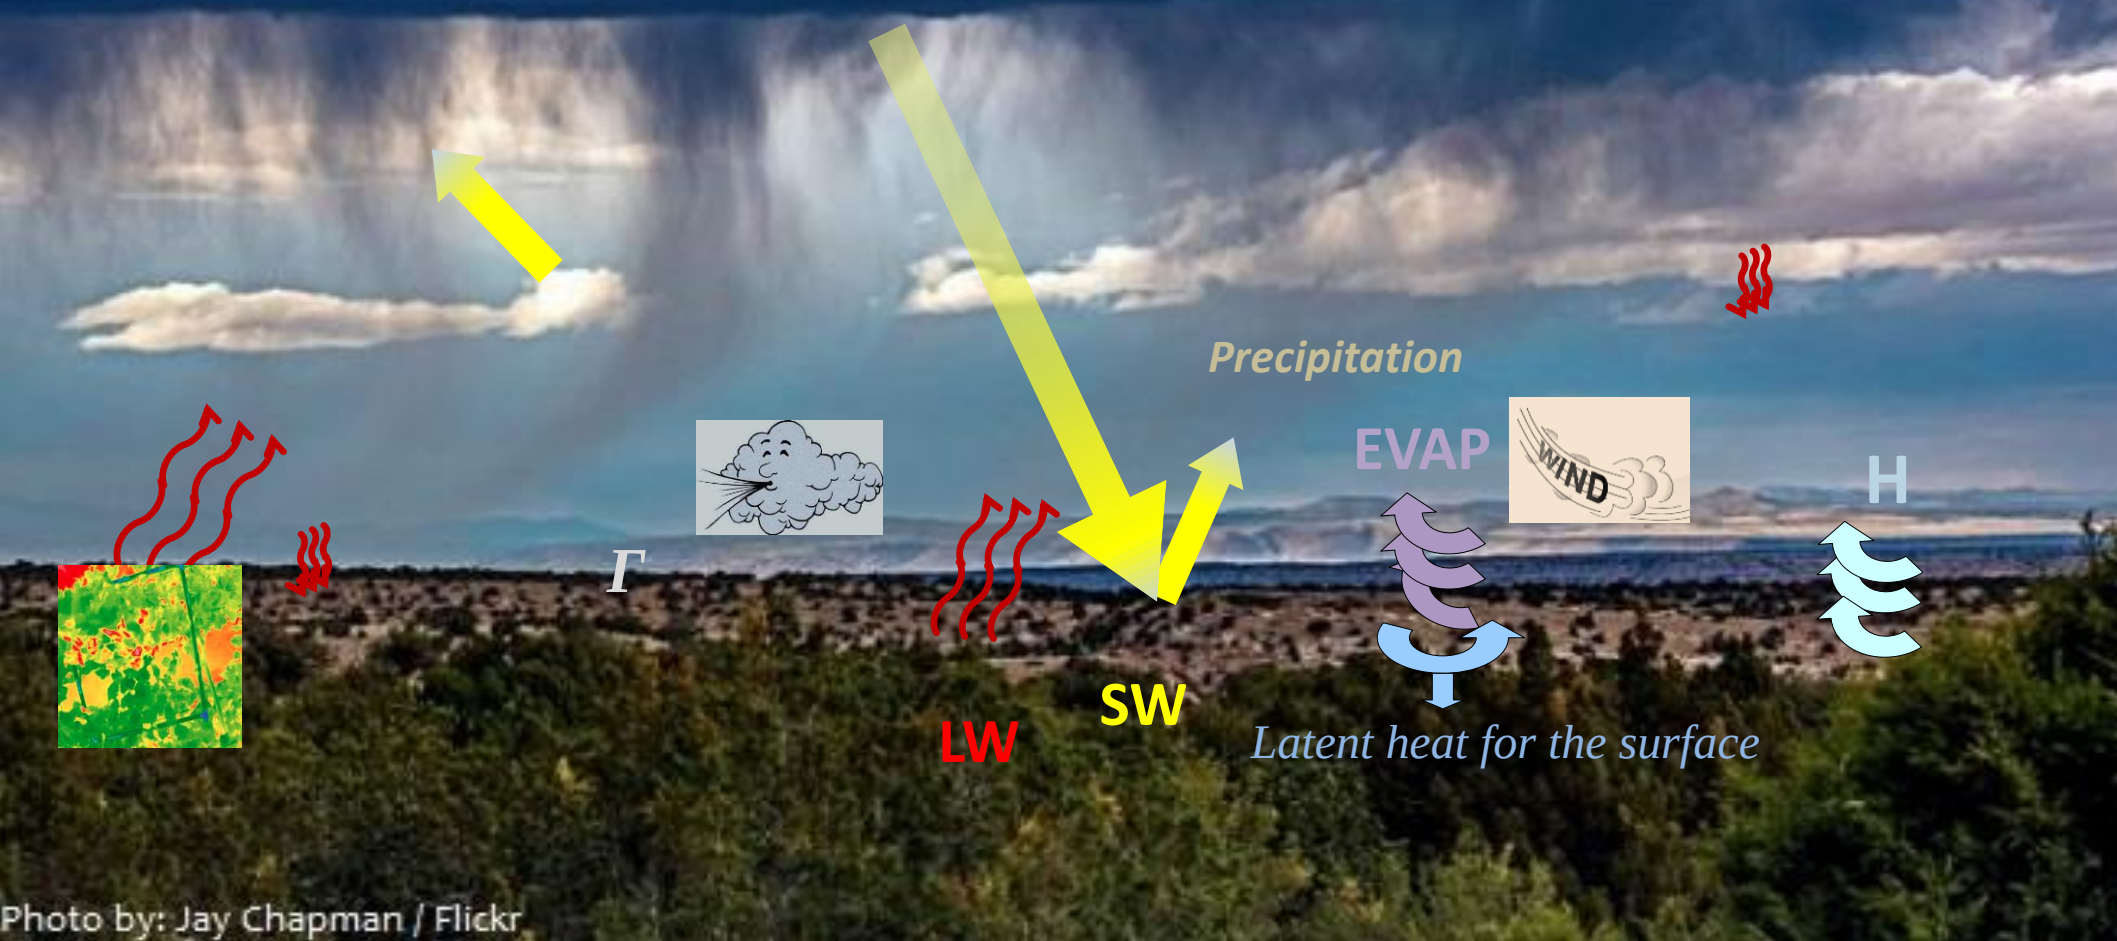 Precipitation
EVAP
WIND
H
Γ
SW
LW
Latent heat for the surface
Photo by: Jay Chapman / Flickr